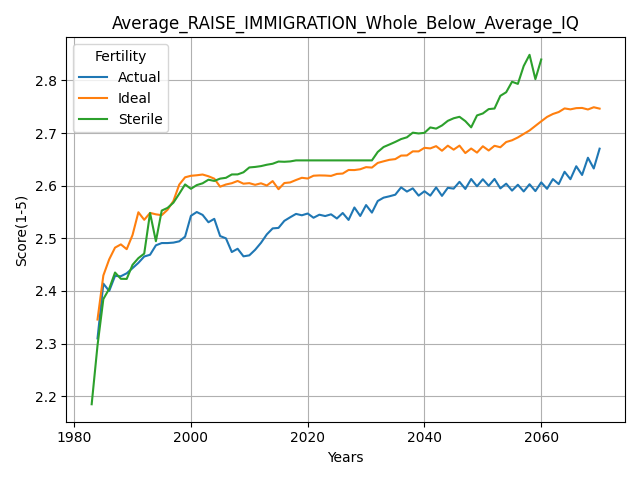 Average_RAISE_IMMIGRATION_Whole_Below_Average_IQ
Fertility
Actual
Ideal
Sterile
Score(1-5)
2.8
2.7
2.6
2.5
2.4
2.3
2.2
1980 2000 2020 2040 2060
Years